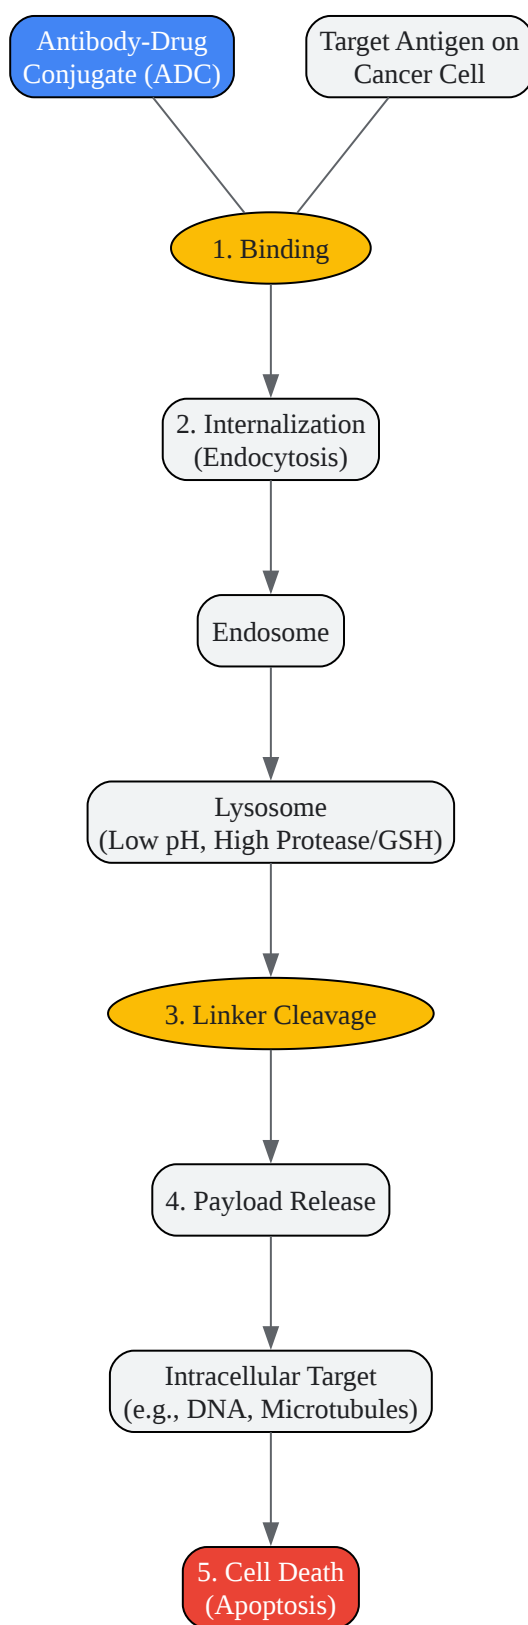 Antibody-Drug
Conjugate (ADC)
Target Antigen on
Cancer Cell
1. Binding
2. Internalization
(Endocytosis)
Endosome
Lysosome
(Low pH, High Protease/GSH)
3. Linker Cleavage
4. Payload Release
Intracellular Target
(e.g., DNA, Microtubules)
5. Cell Death
(Apoptosis)